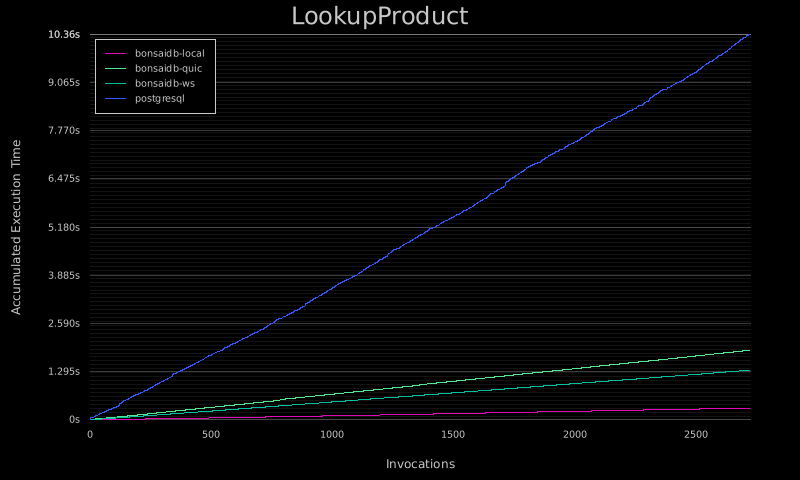 LookupProduct
10.36s
9.065s
7.770s
6.475s
5.180s
3.885s
2.590s
1.295s
0s
Accumulated Execution Time
bonsaidb-local
bonsaidb-quic
bonsaidb-ws
postgresql
0 500 1000 1500 2000 2500
Invocations